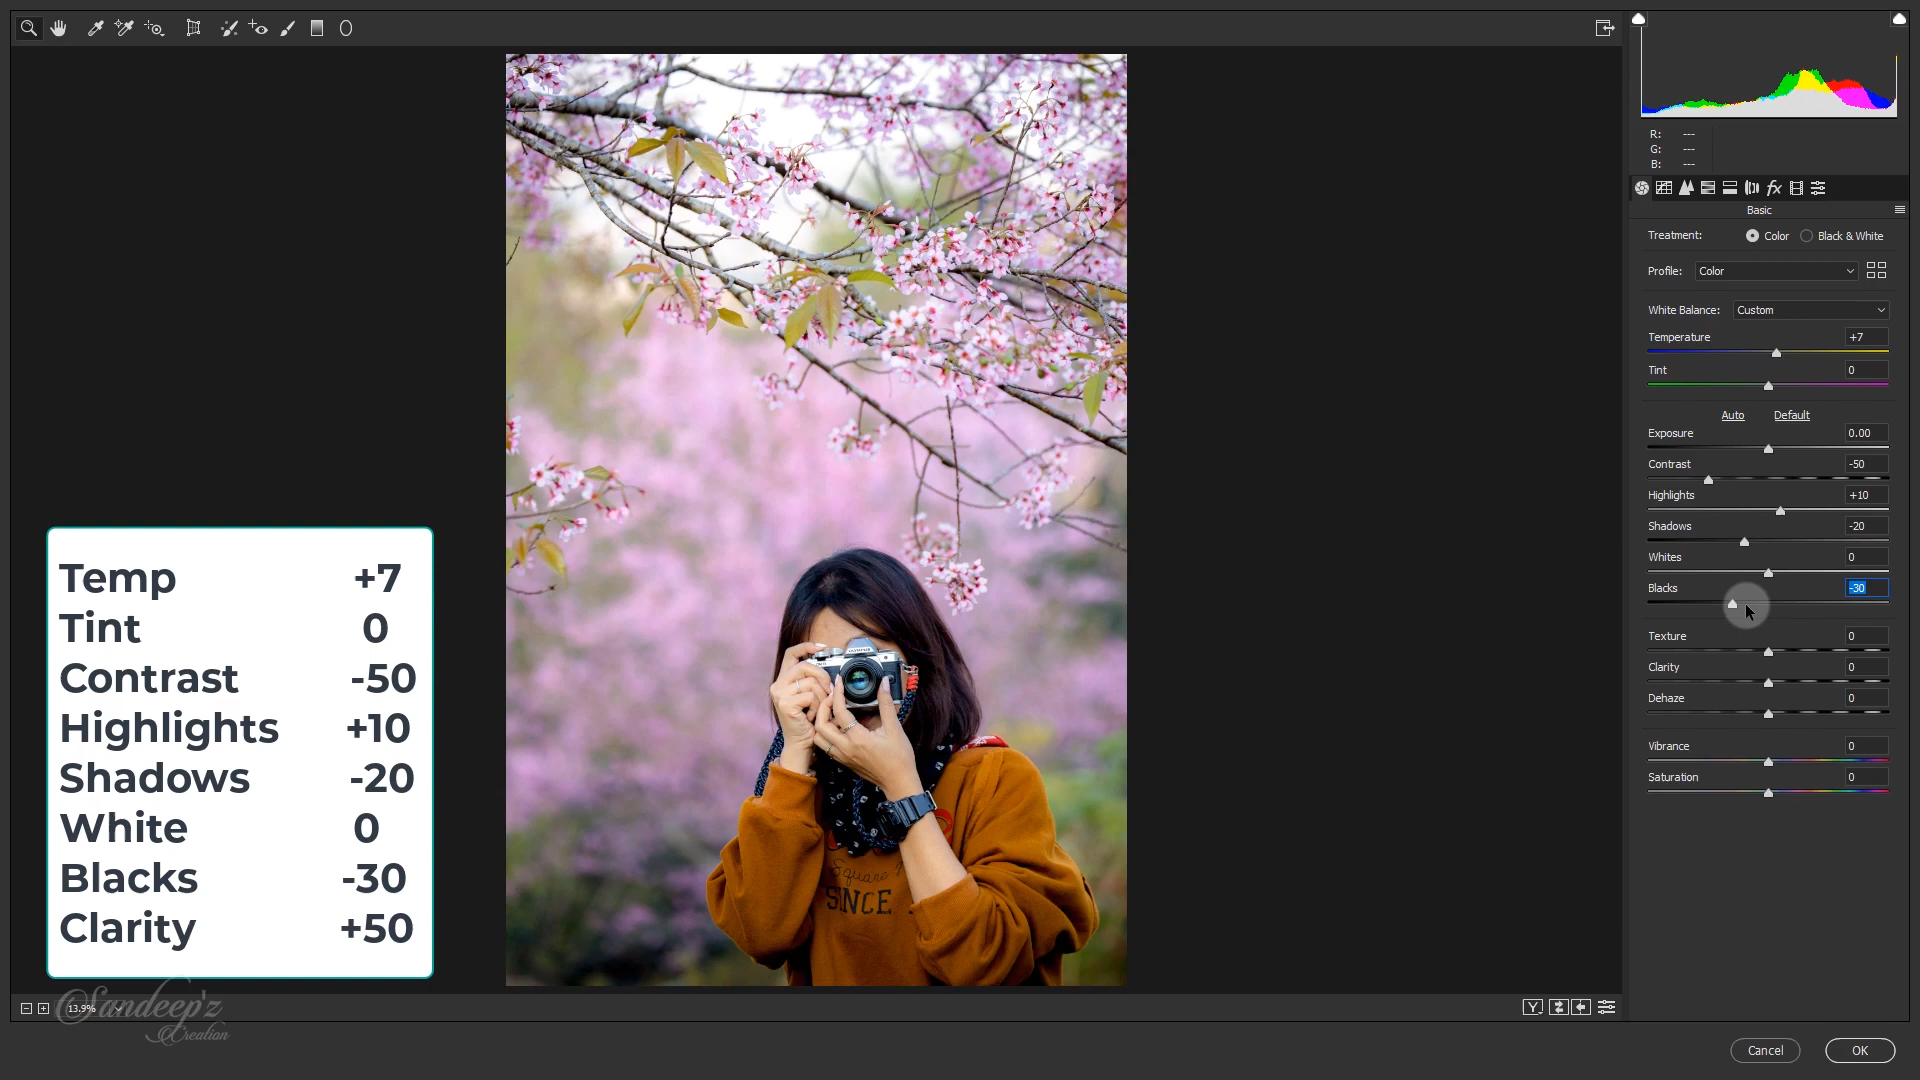 R: ---
G: ---
B: ---
Basic
Treatment: Color Black & White
Profile: Color
White Balance: Custom
Temperature +7
Tint 0
Auto Default
Exposure 0.00
Contrast -50
Highlights +10
Shadows -20
Whites 0
Blacks -30
Texture 0
Clarity 0
Dehaze 0
Vibrance 0
Saturation 0
OLYMPUS
Square
SINCE
Temp +7
Tint 0
Contrast -50
Highlights +10
Shadows -20
White 0
Blacks -30
Clarity +50
13.9%
Sandeep'z
Creation
Y
Cancel OK